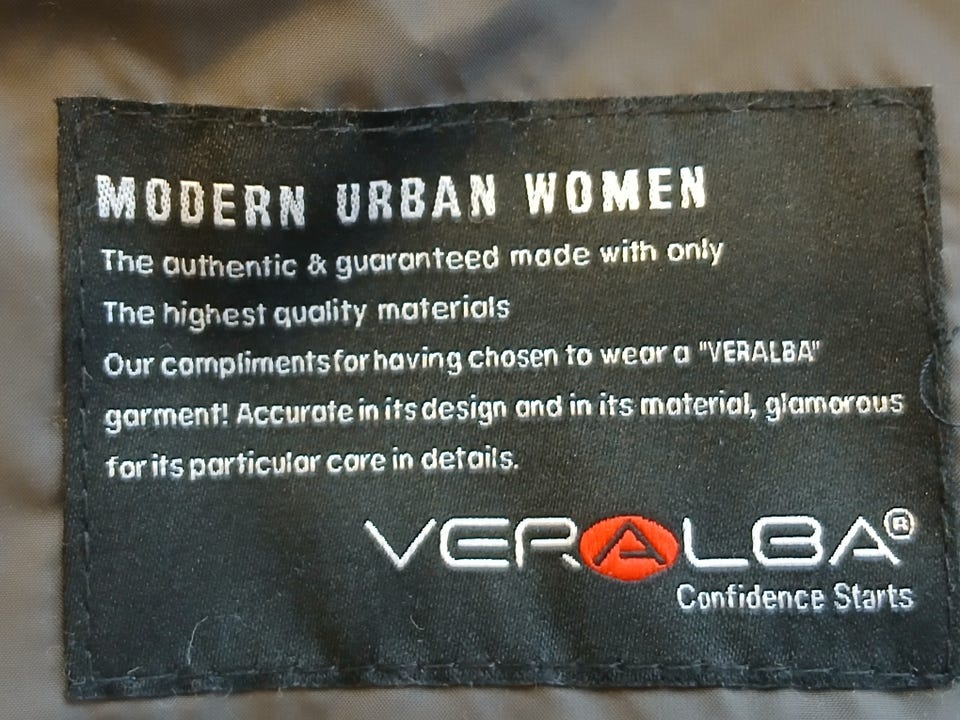 MODERN URBAN WOMEN
The authentic & guaranteed made with only
The highest quality materials
Our compliments for having chosen to wear a "VERALBA"
garment! Accurate in its design and in its material, glamorous
for its particular care in details.
VERALBA®
Confidence Starts